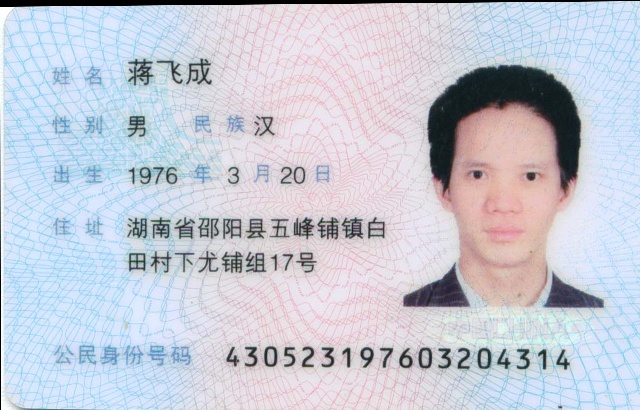 姓名 蒋飞成
性别 男 民族 汉
出生 1976 年 3 月 20 日
住址 湖南省邵阳县五峰铺镇白
田村下尤铺组17号
公民身份号码 430523197603204314